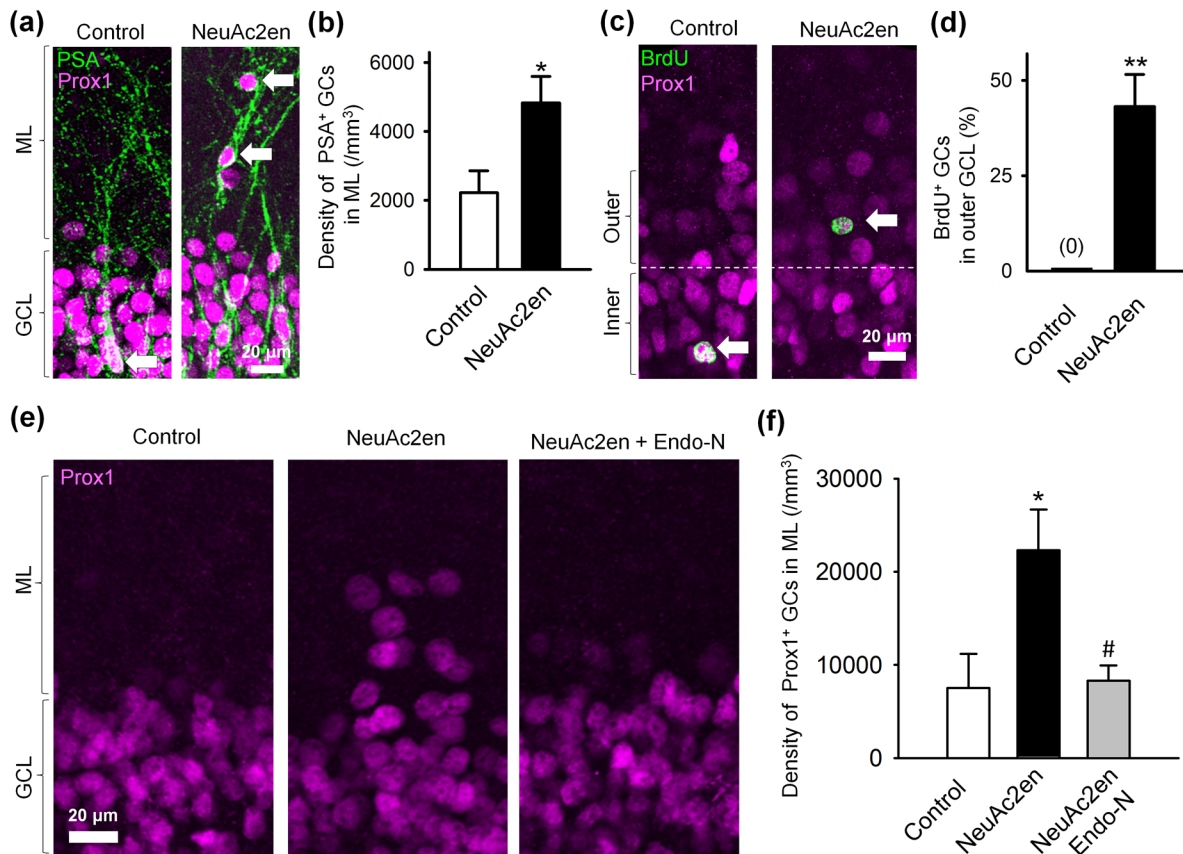 (a)
Control
NeuAc2en
PSA
Prox1
ML
GCL
20 µm
(b)
Density of PSA⁺ GCs
in ML (/mm³)
6000
4000
2000
0
*
Control
NeuAc2en
(c)
Control
NeuAc2en
BrdU
Prox1
Outer
Inner
20 µm
(d)
BrdU⁺ GCs
in outer GCL (%)
50
25
0
(0)
**
Control
NeuAc2en
(e)
Control
NeuAc2en
NeuAc2en + Endo-N
Prox1
ML
GCL
20 µm
(f)
Density of Prox1⁺ GCs in ML (/mm³)
30000
20000
10000
0
*
#
Control
NeuAc2en
NeuAc2en
Endo-N